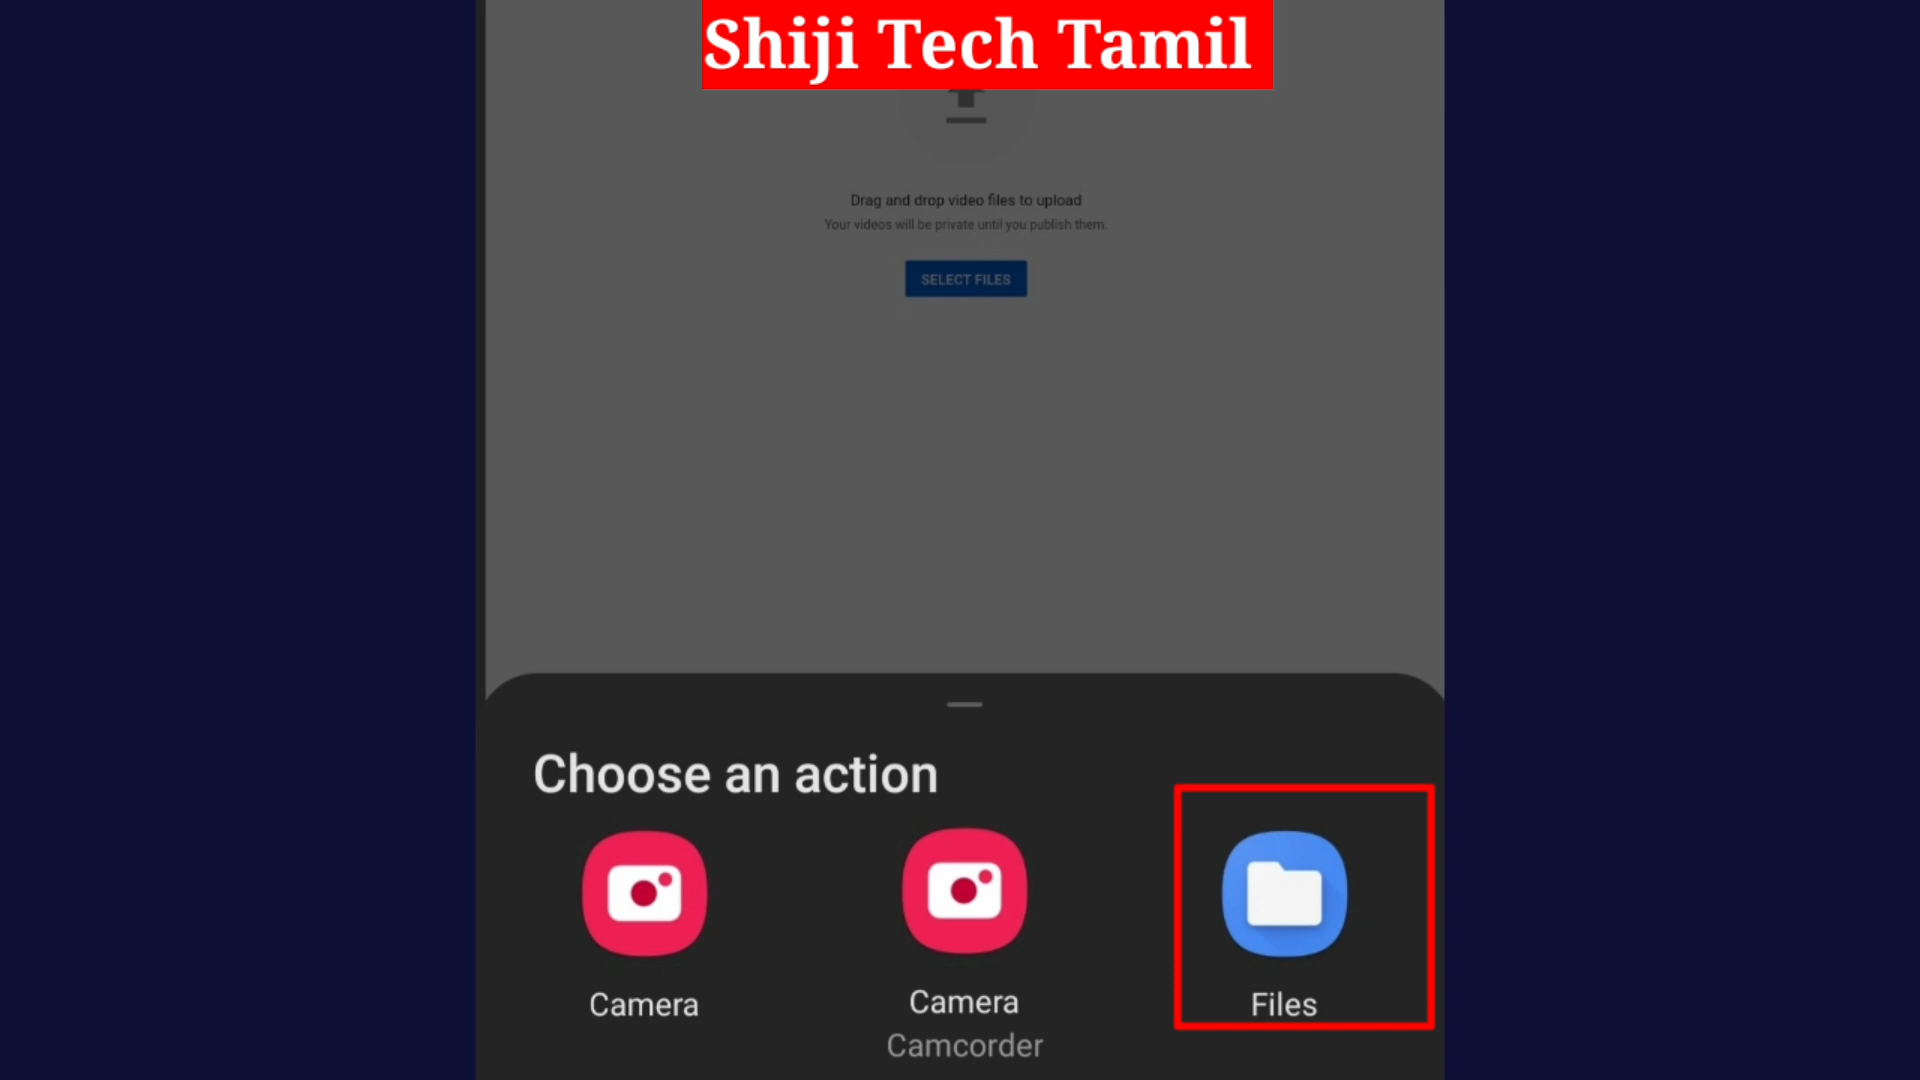 Shiji Tech Tamil
Drag and drop video files to upload
Your videos will be private until you publish them.
SELECT FILES
Choose an action
Camera
Camera
Files
Camcorder